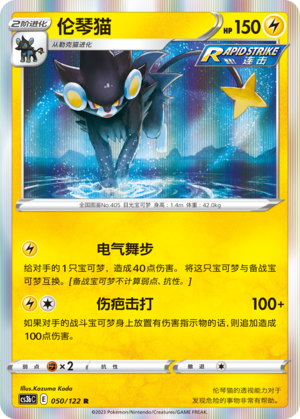 2阶进化
伦琴猫
HP 150
从勒克猫进化
RAPID STRIKE
连击
全国图鉴No.405 目光宝可梦 身高：1.4m 体重：42.0kg
电气舞步
给对手的1只宝可梦，造成40点伤害。将这只宝可梦与备战宝可
梦互换。[备战宝可梦不计算弱点、抗性。]
伤疤击打 100+
如果对手的战斗宝可梦身上放置有伤害指示物的话，则追加造成
100点伤害。
弱点 ×2 抗性 撤退
Illus.Kazuma Koda
cs3b C E 050/122 R
伦琴猫的透视能力对于
发现危险的事物非常有帮助。
©2023 Pokémon/Nintendo/Creatures/GAME FREAK.